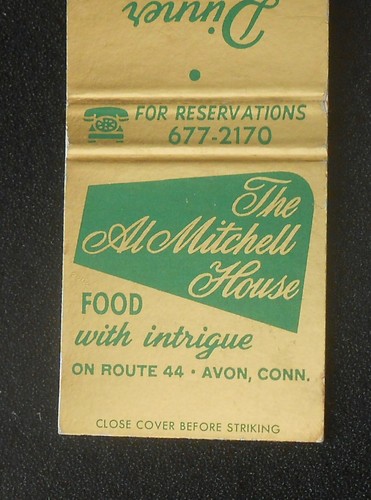 Dinner
FOR RESERVATIONS
677-2170
The
Al Mitchell
House
FOOD
with intrigue
ON ROUTE 44 • AVON, CONN.
CLOSE COVER BEFORE STRIKING